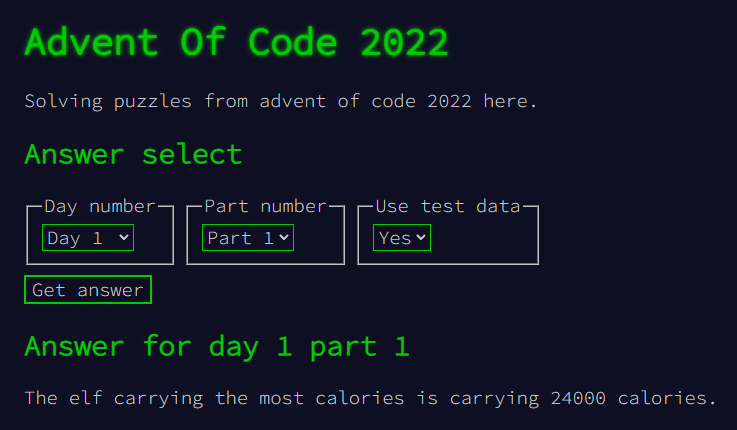 Advent Of Code 2022
Solving puzzles from advent of code 2022 here.
Answer select
Day number Part number Use test data
Day 1 Part 1 Yes
Get answer
Answer for day 1 part 1
The elf carrying the most calories is carrying 24000 calories.